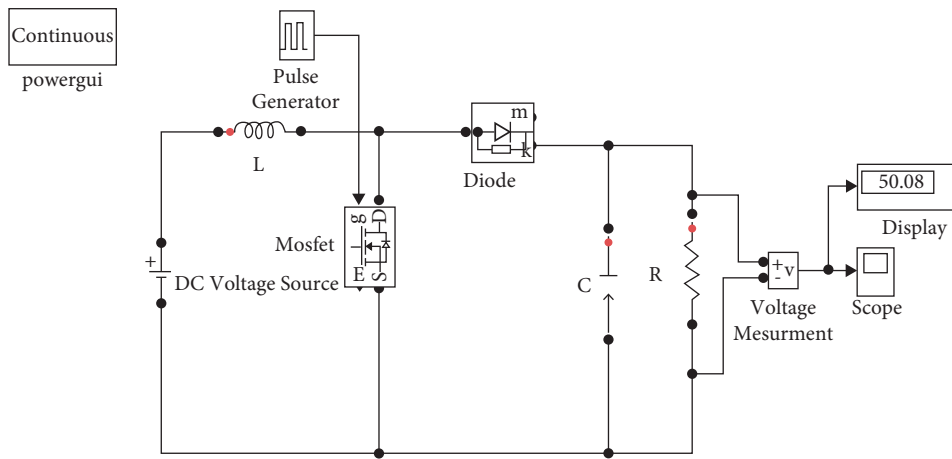 Continuous
powergui
Pulse
Generator
L
m
k
Diode
g
D
E
S
Mosfet
+
DC Voltage Source
C
R
+
-
v
Voltage
Mesurment
50.08
Display
Scope